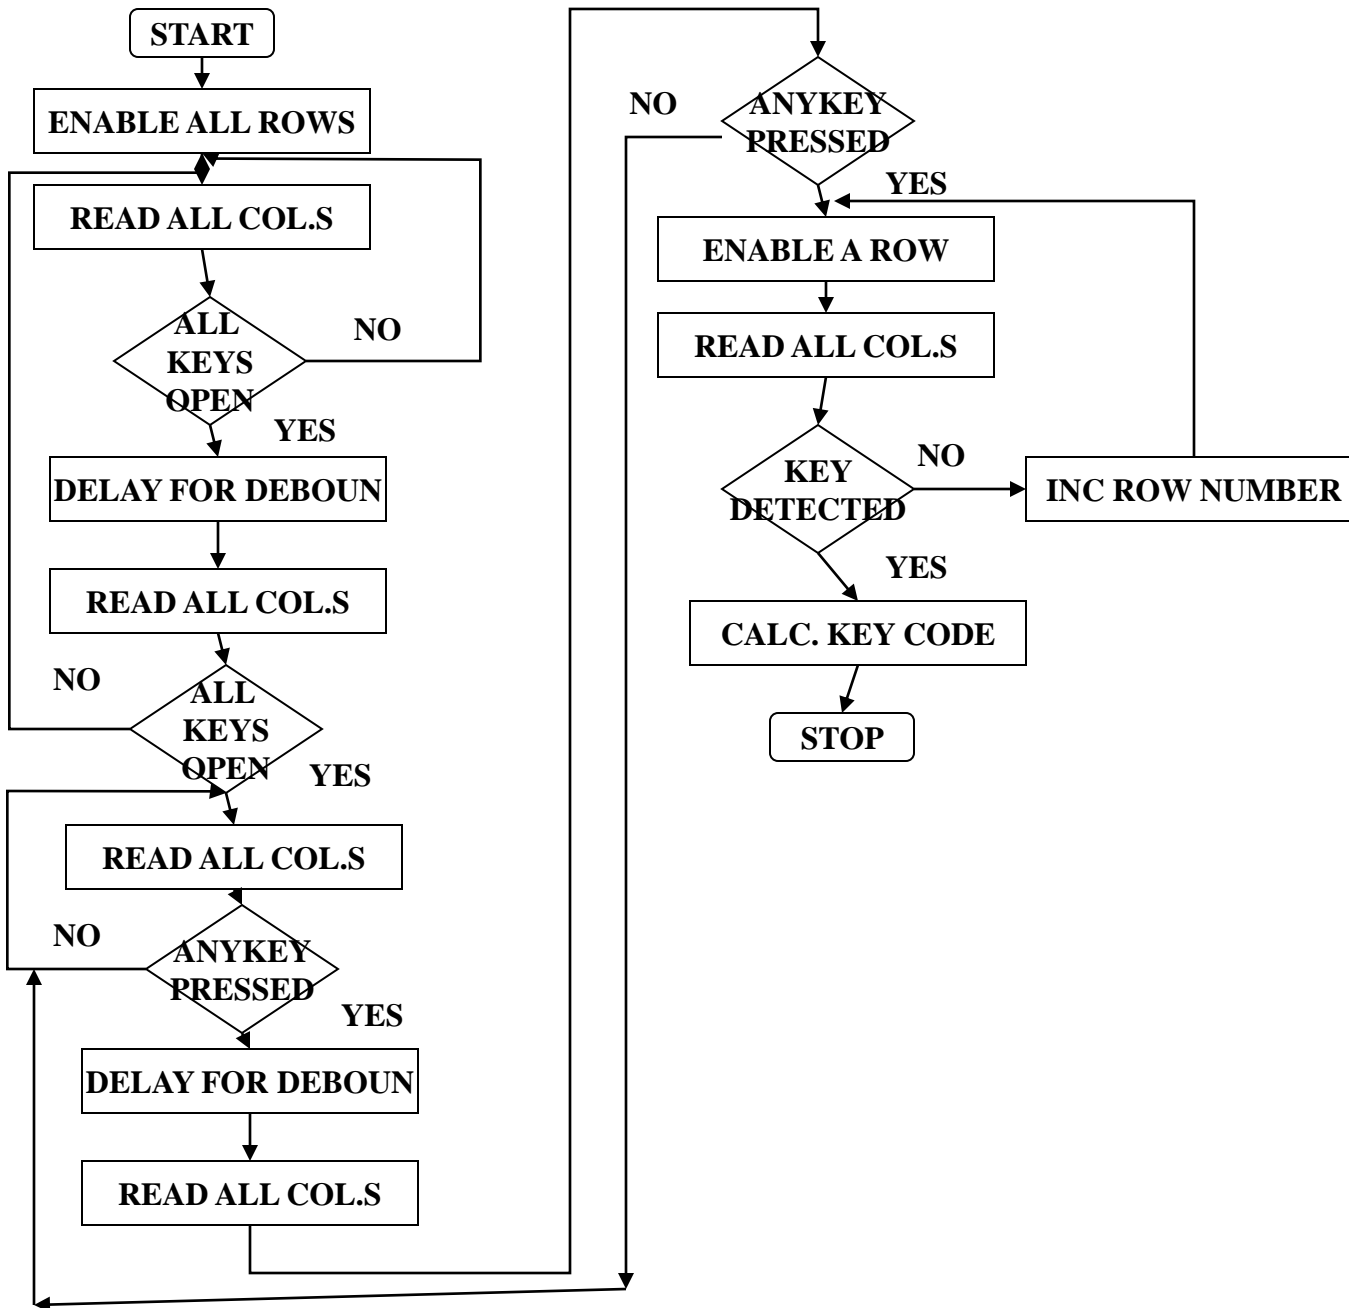 START
ENABLE ALL ROWS
READ ALL COL.S
ALL
KEYS
OPEN
NO
YES
DELAY FOR DEBOUN
READ ALL COL.S
NO
ALL
KEYS
OPEN
YES
READ ALL COL.S
NO
ANYKEY
PRESSED
YES
DELAY FOR DEBOUN
READ ALL COL.S
NO
ANYKEY
PRESSED
YES
ENABLE A ROW
READ ALL COL.S
KEY
DETECTED
NO
INC ROW NUMBER
YES
CALC. KEY CODE
STOP